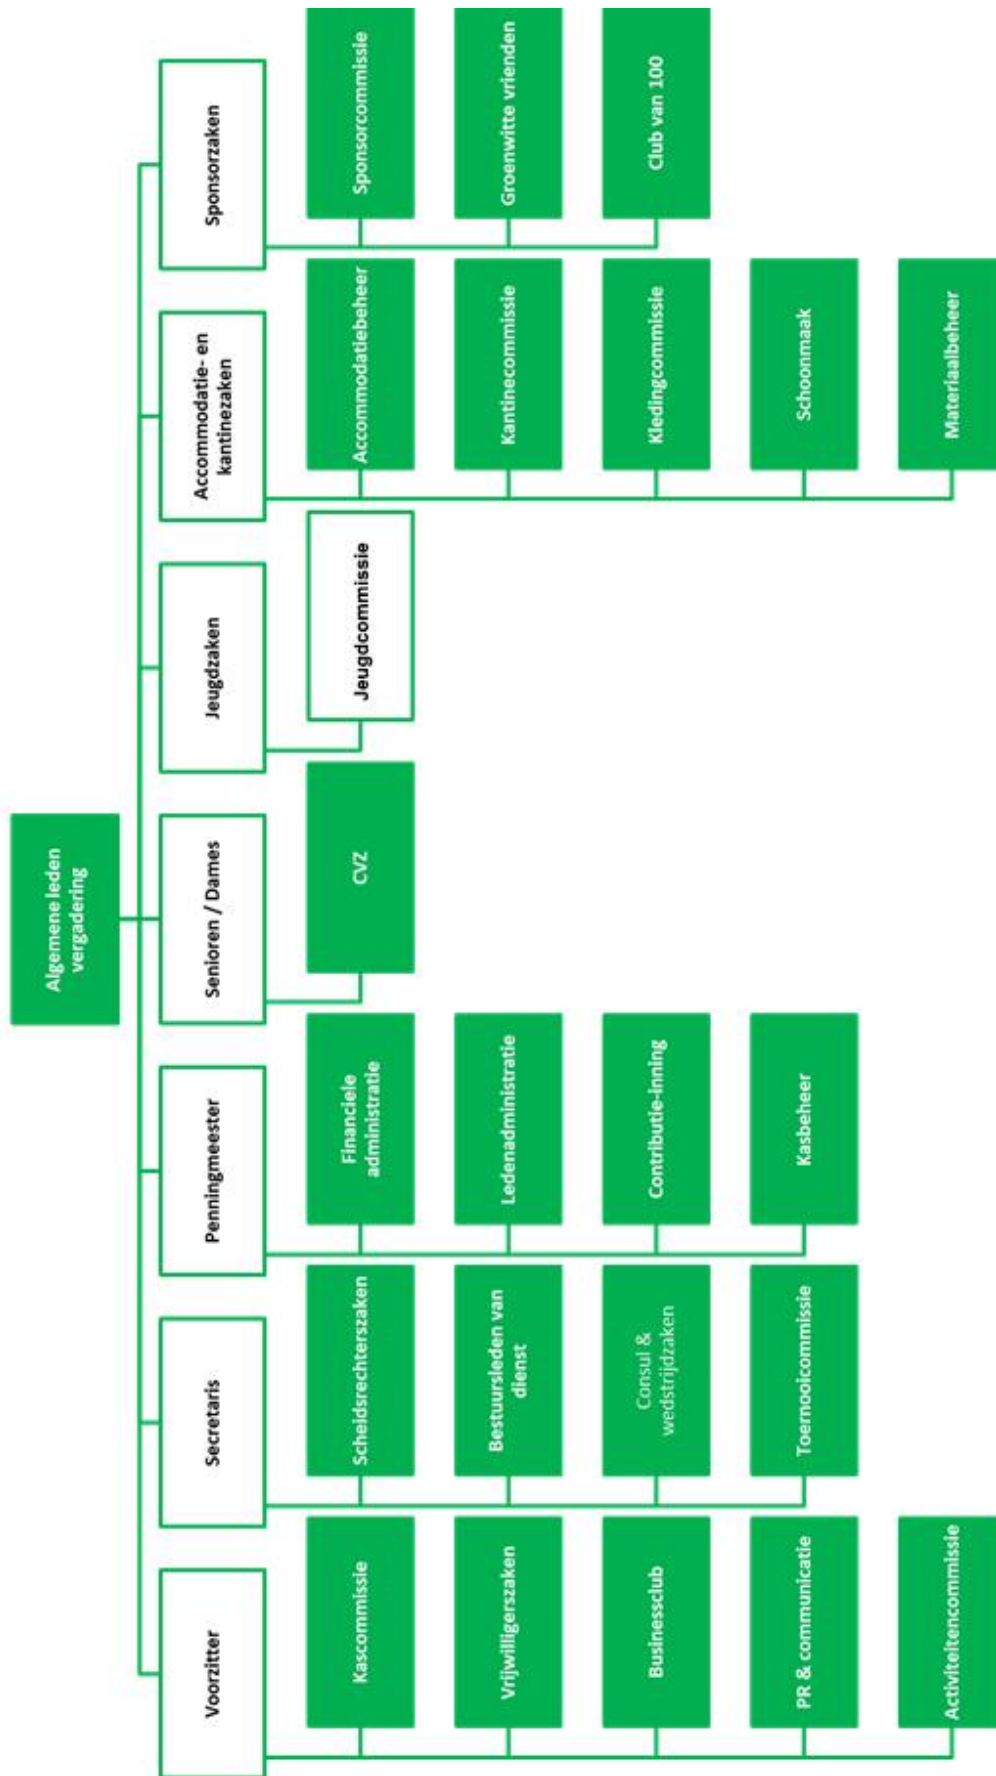 Algemene leden
vergadering
Voorzitter
Kascommissie
Vrijwilligerszaken
Businessclub
PR & communicatie
Activiteitencommissie
Secretaris
Scheidsrechterszaken
Bestuursleden van
dienst
Consul &
wedstrijdzaken
Toernooicommissie
Penningmeester
Financiele
administratie
Ledenadministratie
Contributie-inning
Kasbeheer
Senioren / Dames
CVZ
Jeugdzaken
Jeugdcommissie
Accommodatie- en
kantinezaken
Accommodatiebeheer
Kantinecommissie
Kledingcommissie
Schoonmaak
Materiaalbeheer
Sponsorzaken
Sponsorcommissie
Groenwitte vrienden
Club van 100